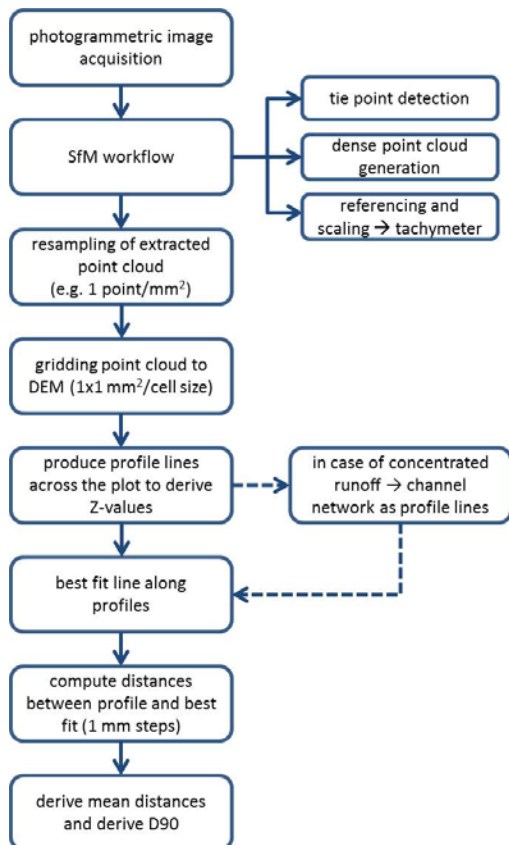 photogrammetric image
acquisition
SfM workflow
tie point detection
dense point cloud
generation
referencing and
scaling → tachymeter
resampling of extracted
point cloud
(e.g. 1 point/mm²)
gridding point cloud to
DEM (1x1 mm²/cell size)
produce profile lines
across the plot to derive
Z-values
in case of concentrated
runoff → channel
network as profile lines
best fit line along
profiles
compute distances
between profile and best
fit (1 mm steps)
derive mean distances
and derive D90